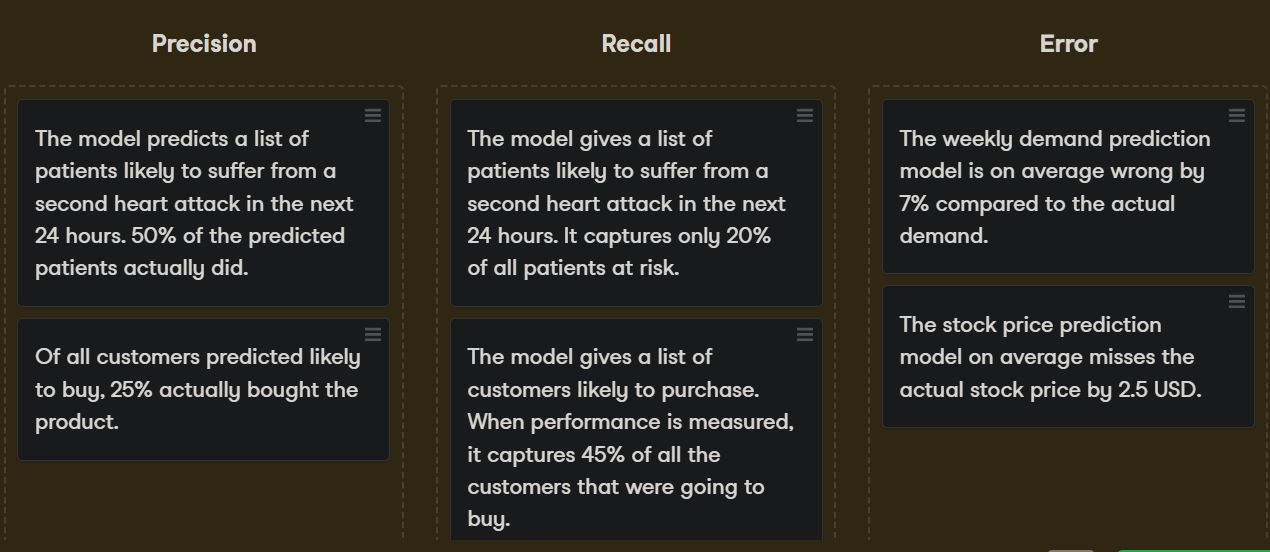 Precision
Recall
Error
The model predicts a list of
patients likely to suffer from a
second heart attack in the next
24 hours. 50% of the predicted
patients actually did.
Of all customers predicted likely
to buy, 25% actually bought the
product.
The model gives a list of
patients likely to suffer from a
second heart attack in the next
24 hours. It captures only 20%
of all patients at risk.
The model gives a list of
customers likely to purchase.
When performance is measured,
it captures 45% of all the
customers that were going to
buy.
The weekly demand prediction
model is on average wrong by
7% compared to the actual
demand.
The stock price prediction
model on average misses the
actual stock price by 2.5 USD.